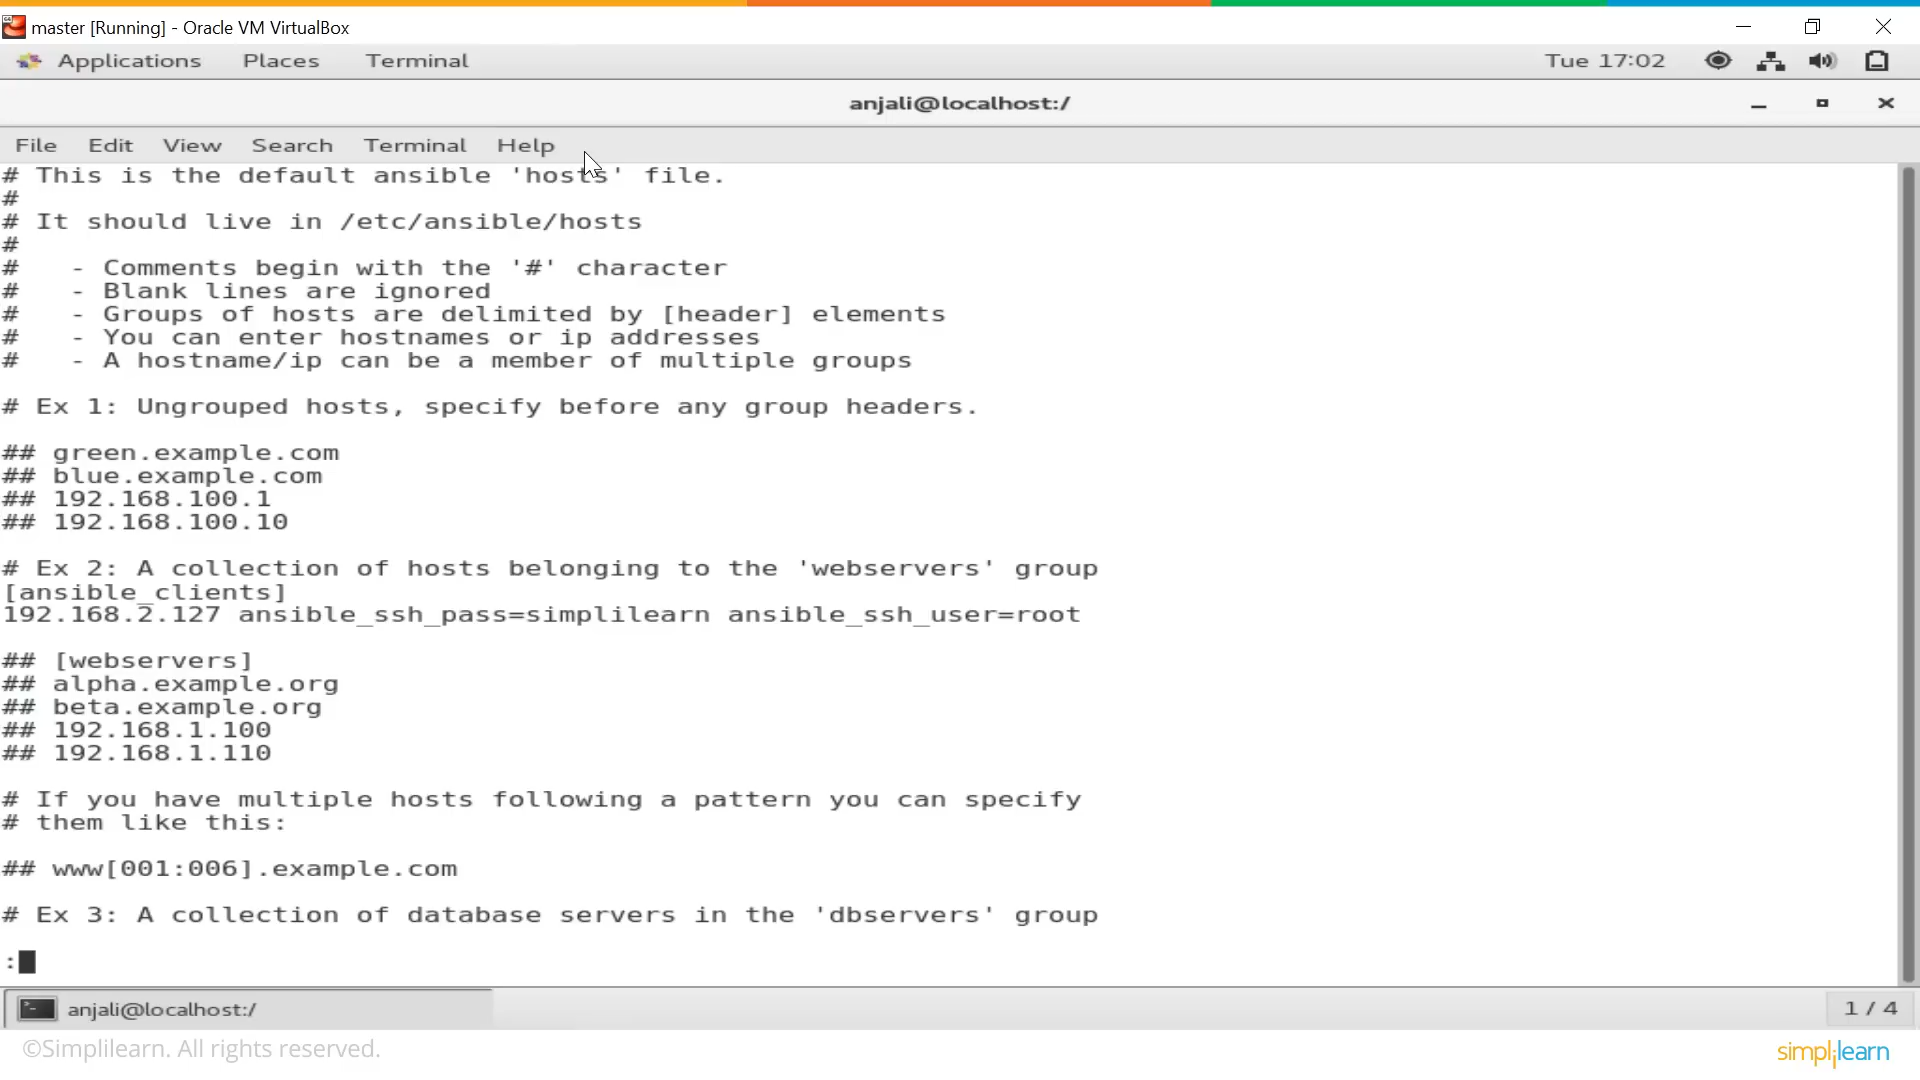 master [Running] - Oracle VM VirtualBox
Applications Places Terminal Tue 17:02
anjali@localhost:/
File Edit View Search Terminal Help
# This is the default ansible 'hosts' file.
#
# It should live in /etc/ansible/hosts
#
#   - Comments begin with the '#' character
#   - Blank lines are ignored
#   - Groups of hosts are delimited by [header] elements
#   - You can enter hostnames or ip addresses
#   - A hostname/ip can be a member of multiple groups
# Ex 1: Ungrouped hosts, specify before any group headers.
## green.example.com
## blue.example.com
## 192.168.100.1
## 192.168.100.10
# Ex 2: A collection of hosts belonging to the 'webservers' group
[ansible_clients]
192.168.2.127 ansible_ssh_pass=simplilearn ansible_ssh_user=root
## [webservers]
## alpha.example.org
## beta.example.org
## 192.168.1.100
## 192.168.1.110
# If you have multiple hosts following a pattern you can specify
# them like this:
## www[001:006].example.com
# Ex 3: A collection of database servers in the 'dbservers' group
:
anjali@localhost:/ 1 / 4
©Simplilearn. All rights reserved. simplilearn